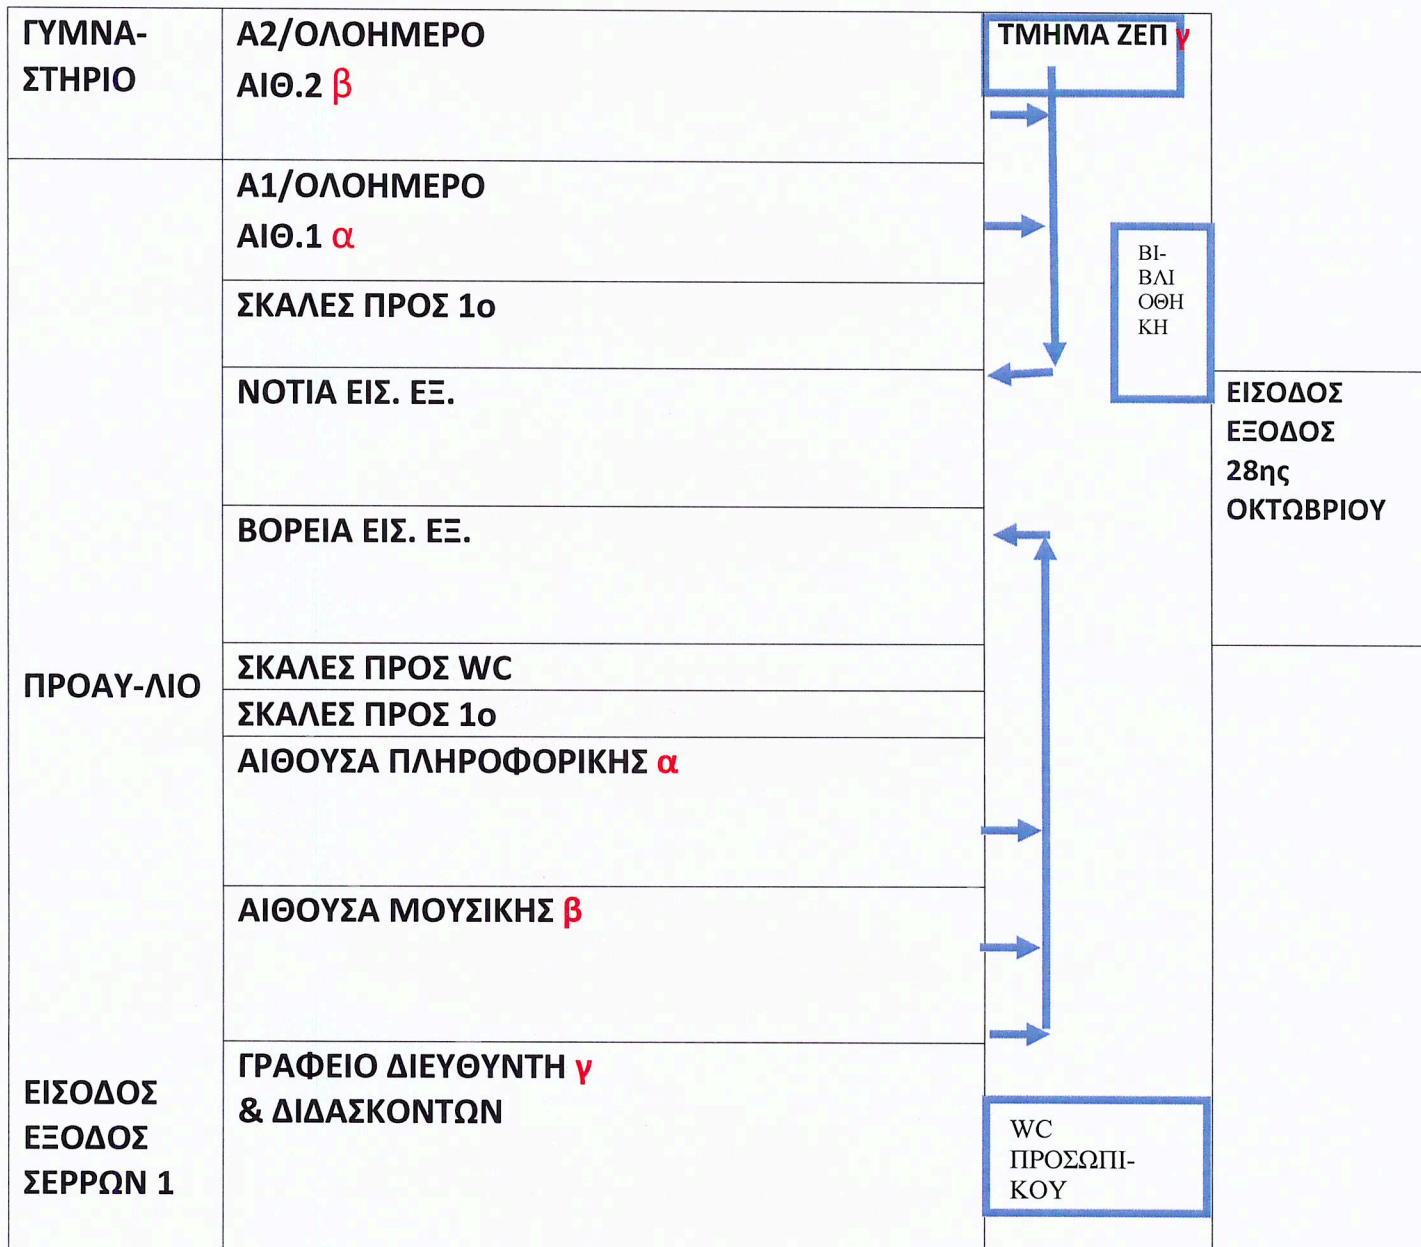 ΓΥΜΝΑ-
ΣΤΗΡΙΟ
Α2/ΟΛΟΗΜΕΡΟ
ΑΙΘ.2 β
ΤΜΗΜΑ ΖΕΠ γ
Α1/ΟΛΟΗΜΕΡΟ
ΑΙΘ.1 α
ΒΙ-
ΒΛΙ
ΟΘΗ
ΚΗ
ΣΚΑΛΕΣ ΠΡΟΣ 1ο
ΝΟΤΙΑ ΕΙΣ. ΕΞ.
ΕΙΣΟΔΟΣ
ΕΞΟΔΟΣ
28ης
ΟΚΤΩΒΡΙΟΥ
ΒΟΡΕΙΑ ΕΙΣ. ΕΞ.
ΠΡΟΑΥ-ΛΙΟ
ΣΚΑΛΕΣ ΠΡΟΣ WC
ΣΚΑΛΕΣ ΠΡΟΣ 1ο
ΑΙΘΟΥΣΑ ΠΛΗΡΟΦΟΡΙΚΗΣ α
ΑΙΘΟΥΣΑ ΜΟΥΣΙΚΗΣ β
ΓΡΑΦΕΙΟ ΔΙΕΥΘΥΝΤΗ γ
& ΔΙΔΑΣΚΟΝΤΩΝ
ΕΙΣΟΔΟΣ
ΕΞΟΔΟΣ
ΣΕΡΡΩΝ 1
WC
ΠΡΟΣΩΠΙ-
ΚΟΥ